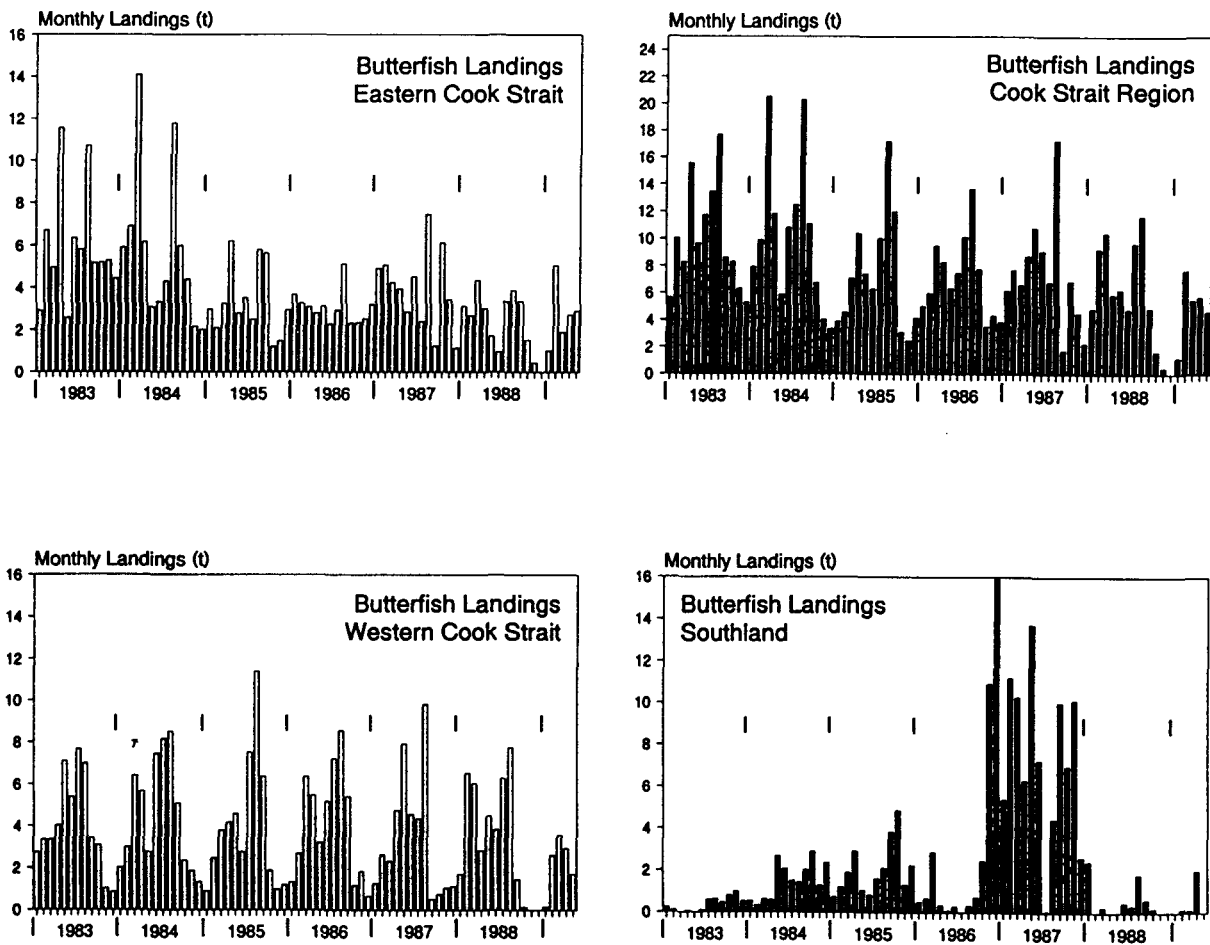 Monthly Landings (t)
16
14
12
10
8
6
4
2
0
Butterfish Landings
Eastern Cook Strait
1983 1984 1985 1986 1987 1988
Monthly Landings (t)
24
22
20
18
16
14
12
10
8
6
4
2
0
Butterfish Landings
Cook Strait Region
1983 1984 1985 1986 1987 1988
Monthly Landings (t)
16
14
12
10
8
6
4
2
0
Butterfish Landings
Western Cook Strait
1983 1984 1985 1986 1987 1988
Monthly Landings (t)
16
14
12
10
8
6
4
2
0
Butterfish Landings
Southland
1983 1984 1985 1986 1987 1988